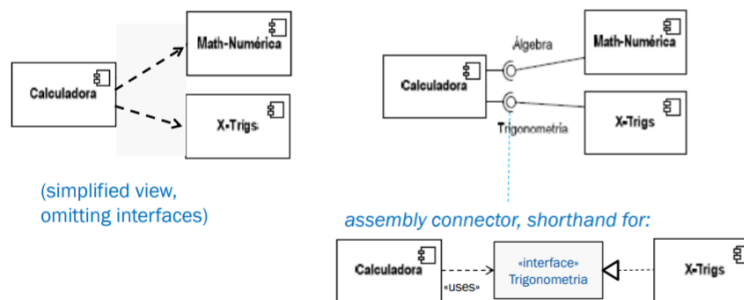 Math-Numérica
Calculadora
X-Trigs
(simplified view,
omitting interfaces)
Álgebra
Math-Numérica
Calculadora
Trigonometría
X-Trigs
assembly connector, shorthand for:
Calculadora
«uses»
«interface»
Trigonometria
X-Trigs